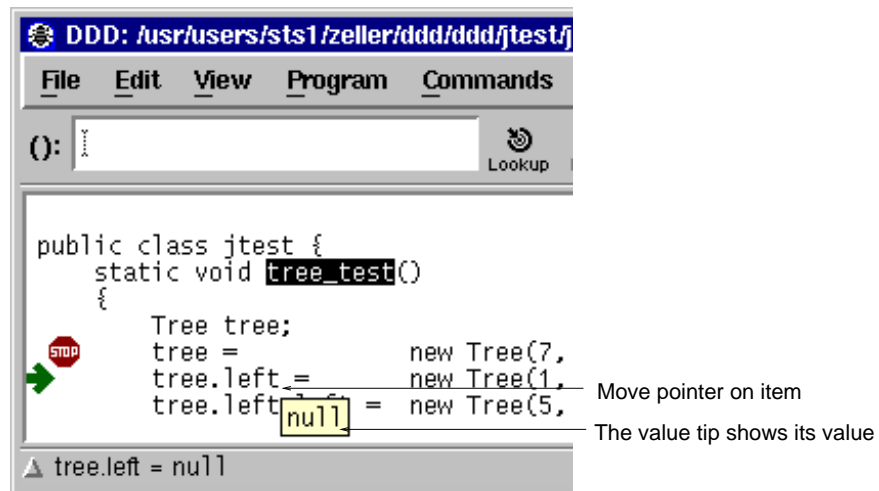 DDD: /usr/users/sts1/zeller/ddd/ddd/jtest/j
File Edit View Program Commands
():
Lookup
public class jtest {
static void tree_test()
{
Tree tree;
STOP
tree = new Tree(7,
tree.left = new Tree(1,
tree.left = new Tree(5,
null
Move pointer on item
The value tip shows its value
tree.left = null